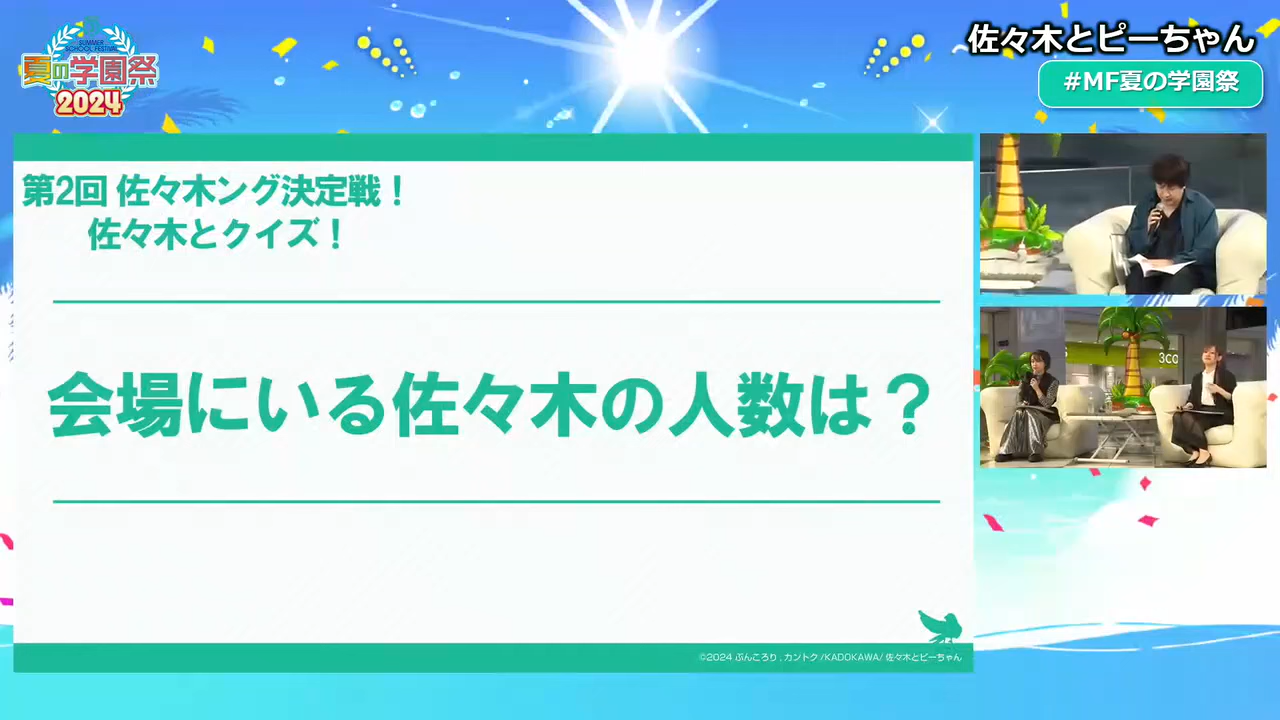 SUMMER
SCHOOL FESTIVAL
夏の学園祭
2024
佐々木とピーちゃん
#MF夏の学園祭
第2回 佐々木ング決定戦！
佐々木とクイズ！
会場にいる佐々木の人数は？
3CO
©2024 ぶんころり , カントク/KADOKAWA/ 佐々木とピーちゃん